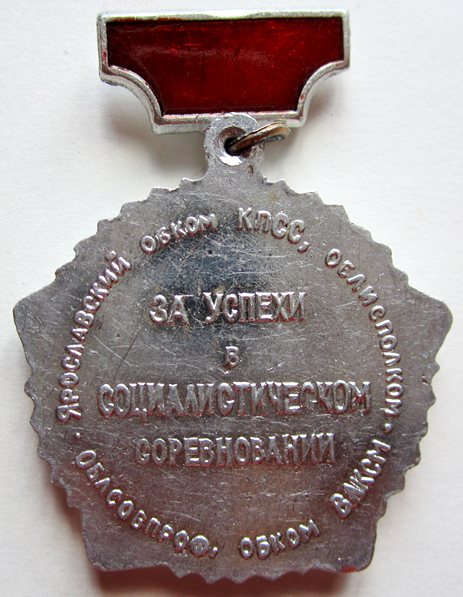 ЯРОСЛАВСКИЙ ОБКОМ КПСС, ОБЛИСПОЛКОМ · ОБЛСОВПРОФ, ОБКОМ ВЛКСМ ·
ЗА УСПЕХИ
В
СОЦИАЛИСТИЧЕСКОМ
СОРЕВНОВАНИИ